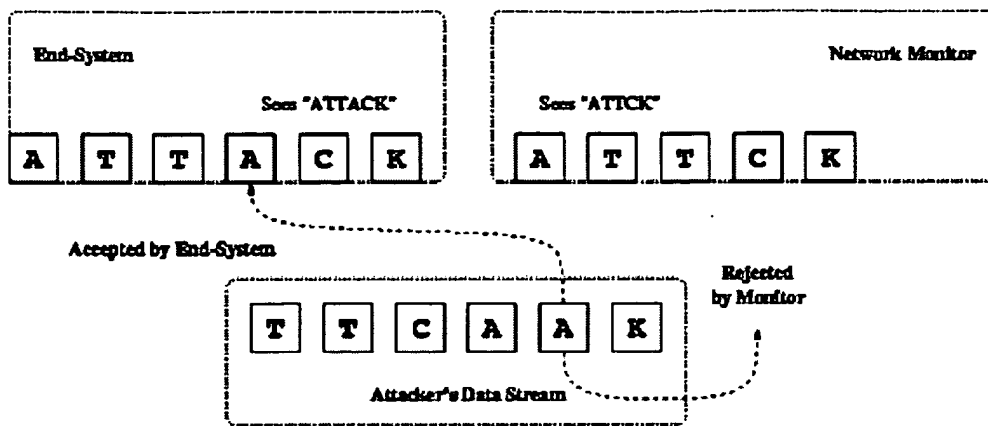 End-System
Network Monitor
Sees "ATTACK"
Sees "ATTCK"
A T T A C K
A T T C K
Accepted by End-System
Rejected
by Monitor
T T C A A K
Attacker's Data Stream